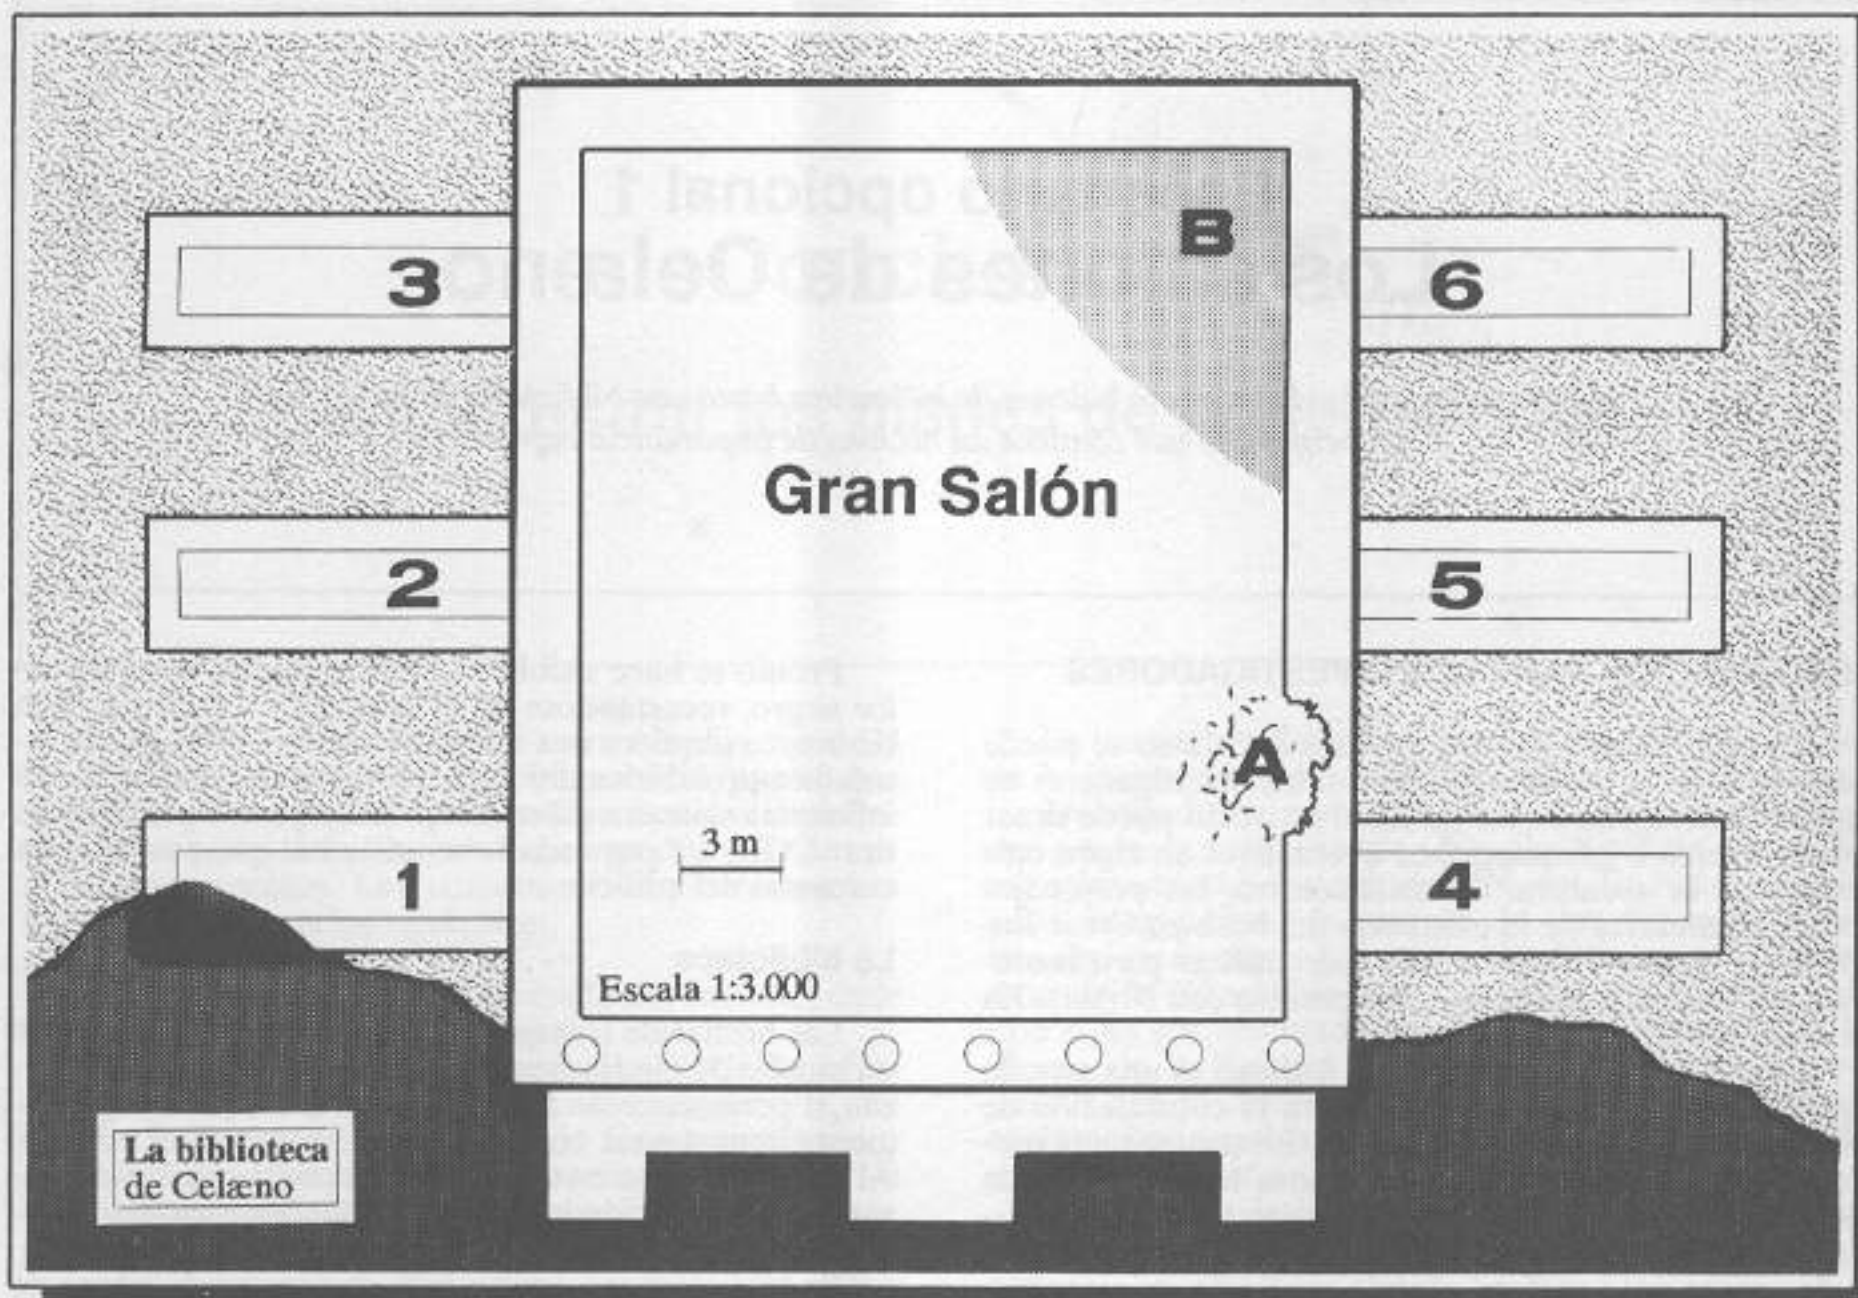 3
B
6
Gran Salón
2
5
A
3 m
1
4
Escala 1:3.000
La biblioteca
de Celæno